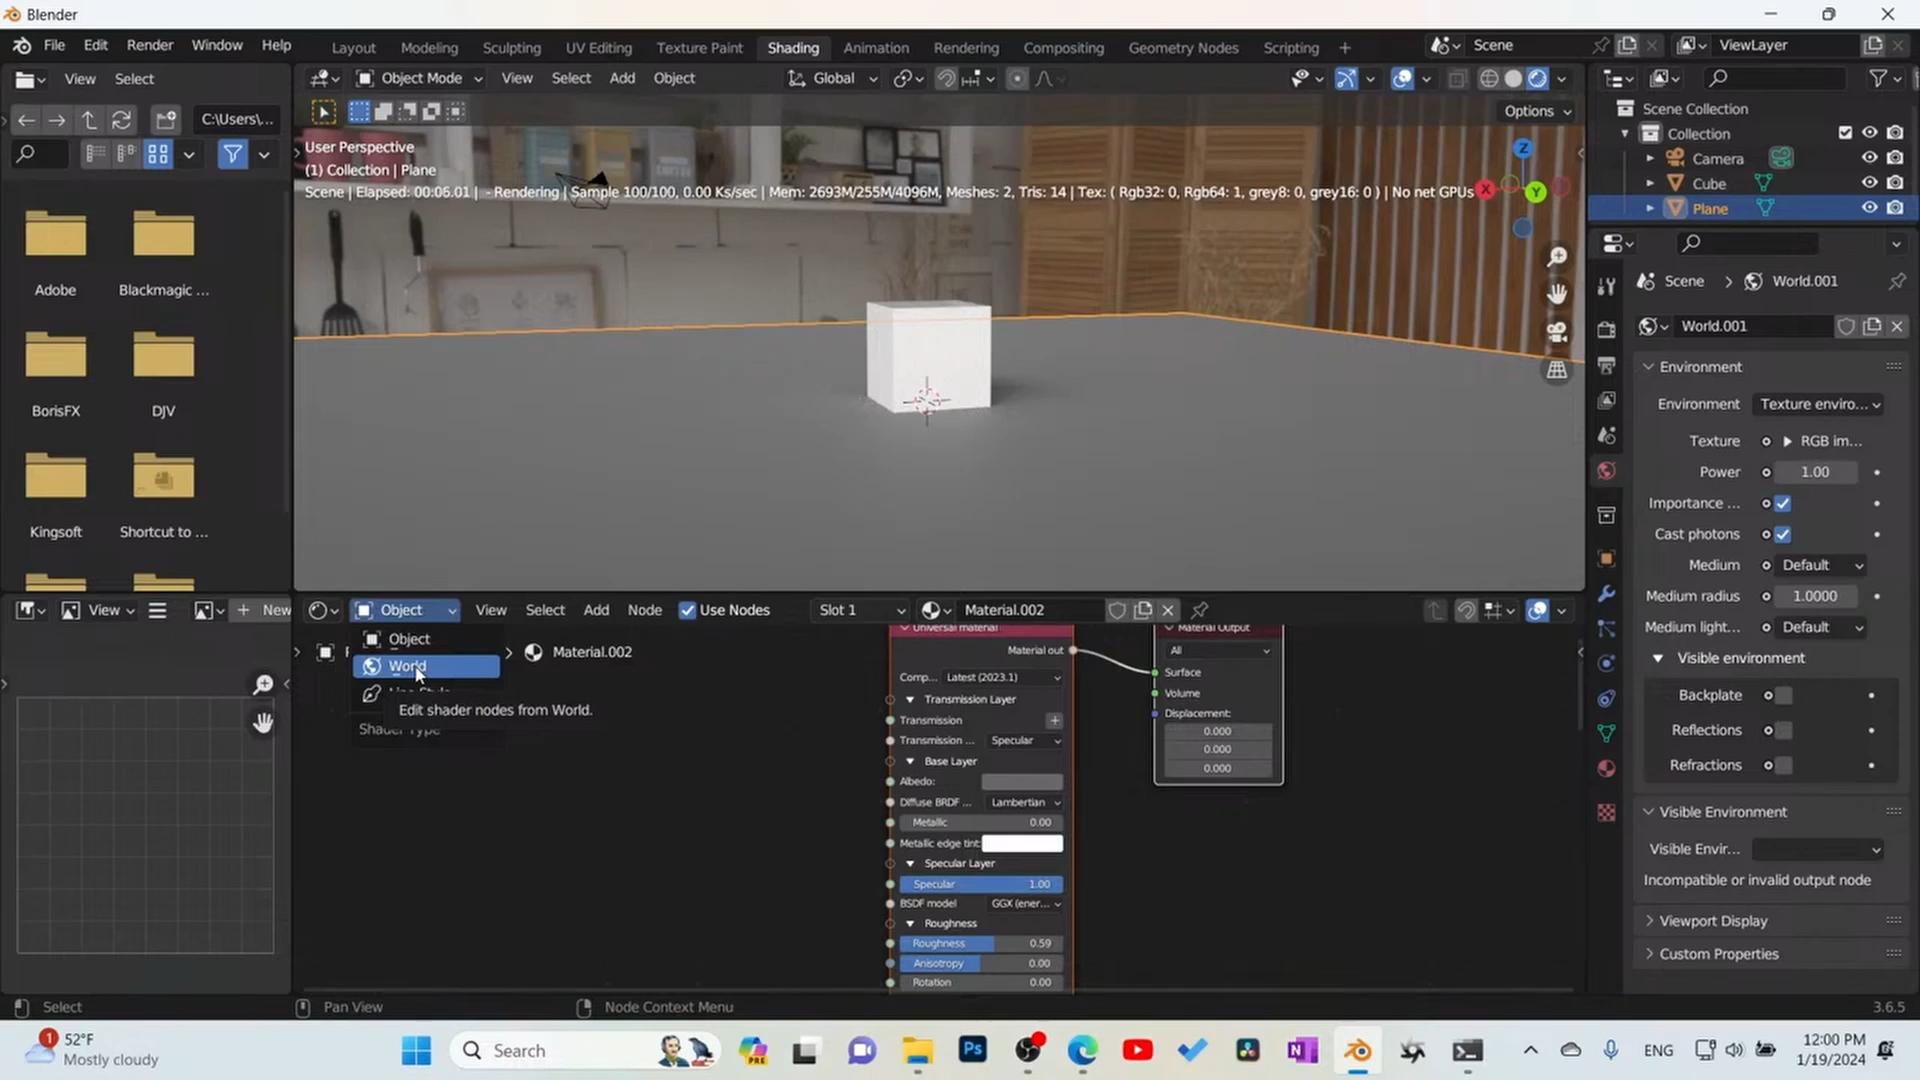 Blender
File Edit Render Window Help
Layout Modeling Sculpting UV Editing Texture Paint Shading Animation Rendering Compositing Geometry Nodes Scripting +
Scene
ViewLayer
View Select
Object Mode View Select Add Object
Global
C:\Users\...
Options
User Perspective
(1) Collection | Plane
Scene | Elapsed: 00:06.01 | - Rendering | Sample 100/100, 0.00 Ks/sec | Mem: 2693M/255M/4096M, Meshes: 2, Tris: 14 | Tex: ( Rgb32: 0, Rgb64: 1, grey8: 0, grey16: 0 ) | No net GPUs
Z
X
Y
Scene Collection
Collection
Camera
Cube
Plane
Adobe
Blackmagic ...
BorisFX
DJV
Kingsoft
Shortcut to ...
Scene > World.001
World.001
Environment
Environment Texture enviro...
Texture RGB im...
Power 1.00
Importance ...
Cast photons
Medium Default
Medium radius 1.0000
Medium light... Default
Visible environment
Backplate
Reflections
Refractions
Visible Environment
Visible Envir...
Incompatible or invalid output node
Viewport Display
Custom Properties
View
+ New
Object View Select Add Node Use Nodes Slot 1 Material.002
Object
World
Edit shader nodes from World.
Shader Type
> Material.002
Universal material
Material out
Comp... Latest (2023.1)
Transmission Layer
Transmission +
Transmission ... Specular
Base Layer
Albedo:
Diffuse BRDF ... Lambertian
Metallic 0.00
Metallic edge tint:
Specular Layer
Specular 1.00
BSDF model GGX (ener...
Roughness
Roughness 0.59
Anisotropy 0.00
Rotation 0.00
Material Output
All
Surface
Volume
Displacement:
0.000
0.000
0.000
Select Pan View Node Context Menu
3.6.5
1
52°F
Mostly cloudy
Search
PRE
Ps
N
ENG
12:00 PM
1/19/2024